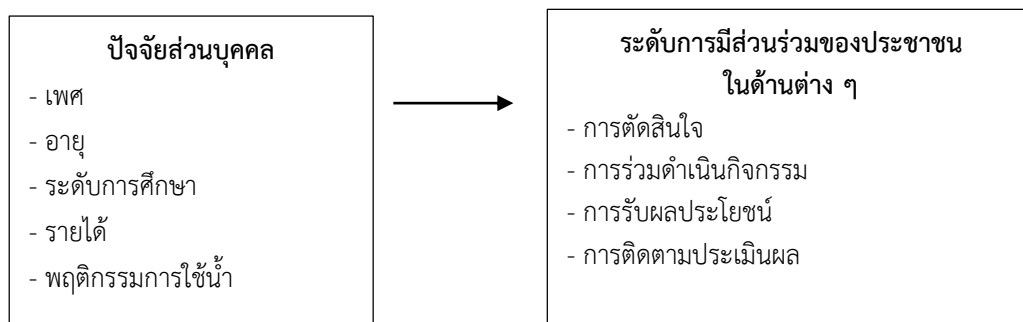 ปัจจัยส่วนบุคคล
- เพศ
- อายุ
- ระดับการศึกษา
- รายได้
- พฤติกรรมการใช้น้ำ
ระดับการมีส่วนร่วมของประชาชน
ในด้านต่าง ๆ
- การตัดสินใจ
- การร่วมดำเนินกิจกรรม
- การรับผลประโยชน์
- การติดตามประเมินผล